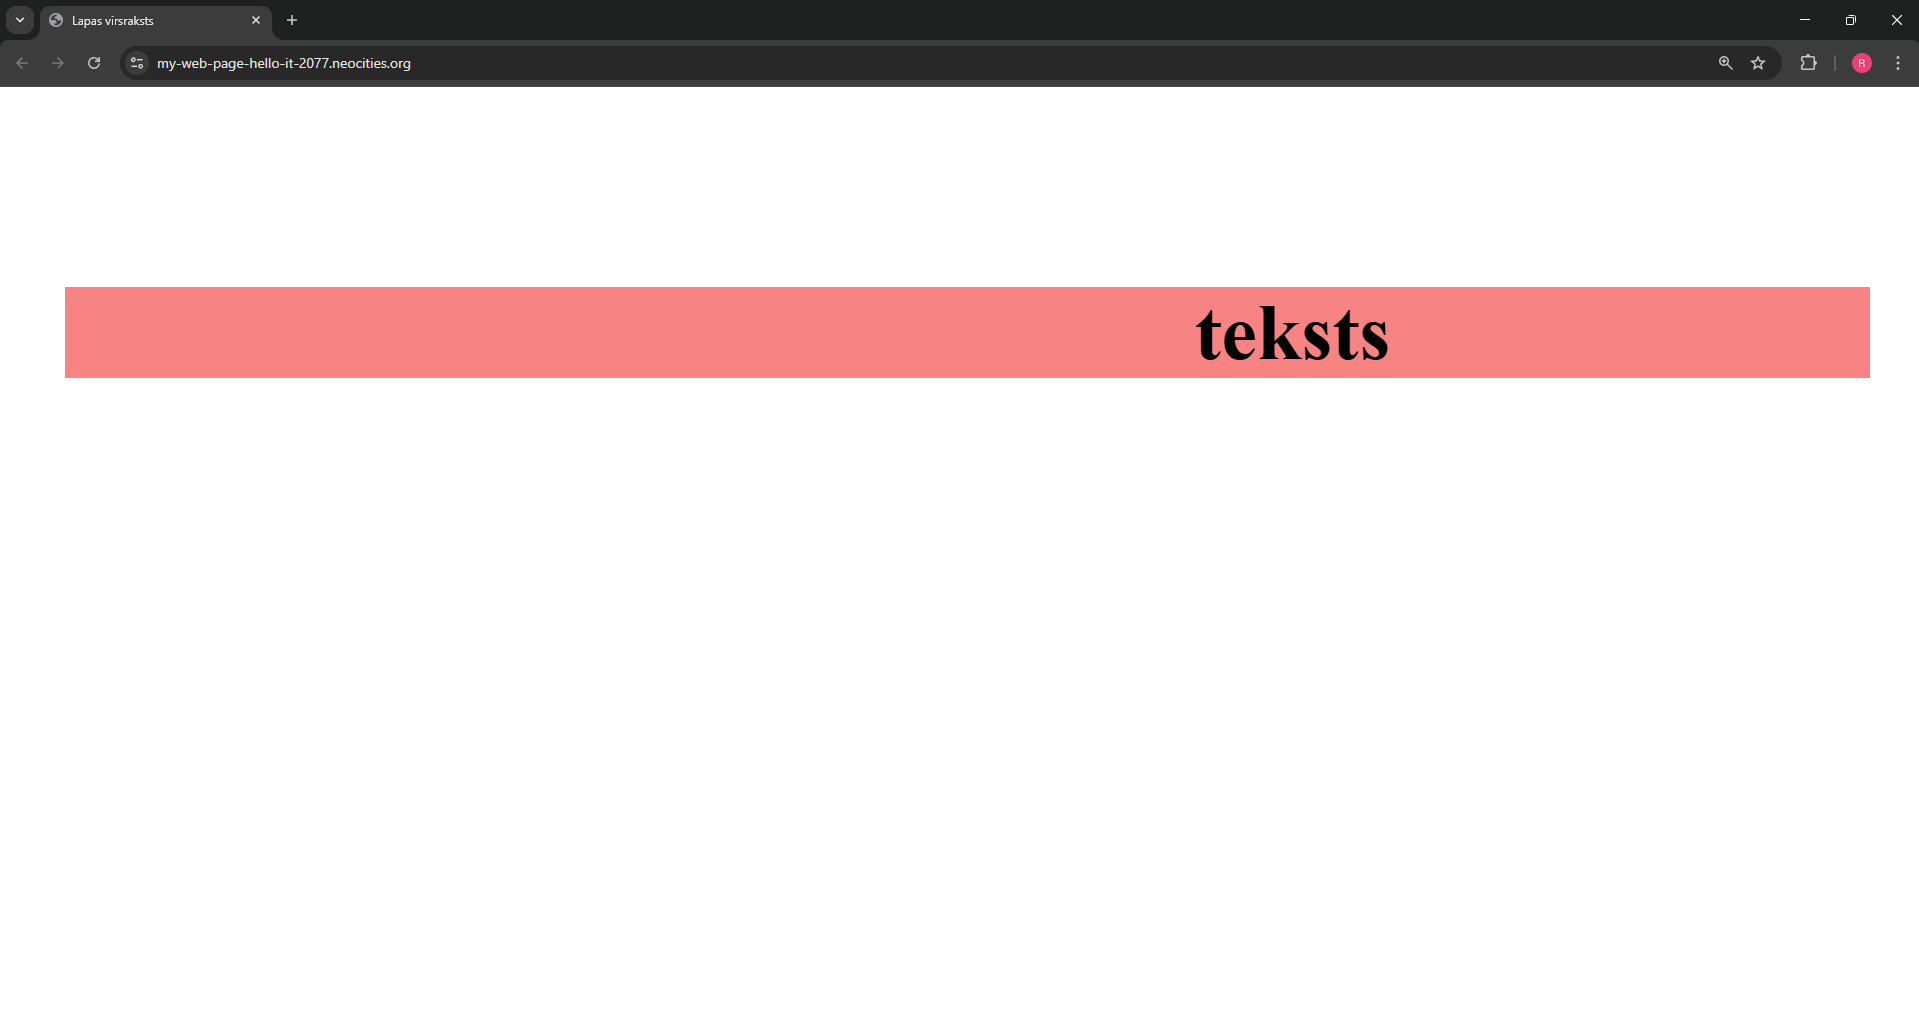 Lapas virsraksts
my-web-page-hello-it-2077.neocities.org
R
teksts